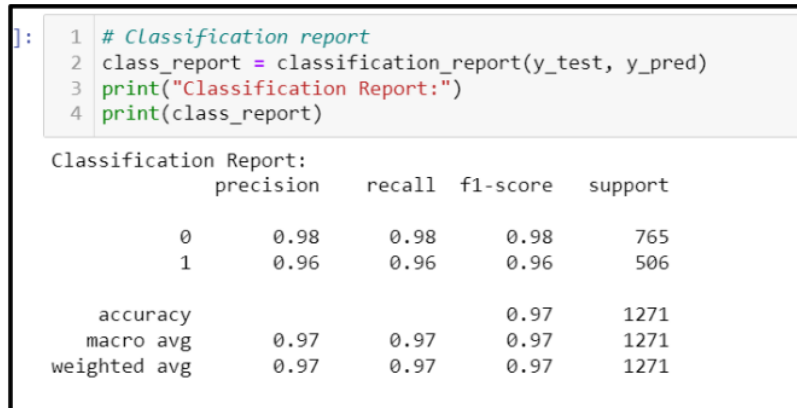 ]: 1 # Classification report
2 class_report = classification_report(y_test, y_pred)
3 print("Classification Report:")
4 print(class_report)
Classification Report:
precision recall f1-score support
0 0.98 0.98 0.98 765
1 0.96 0.96 0.96 506
accuracy 0.97 1271
macro avg 0.97 0.97 0.97 1271
weighted avg 0.97 0.97 0.97 1271